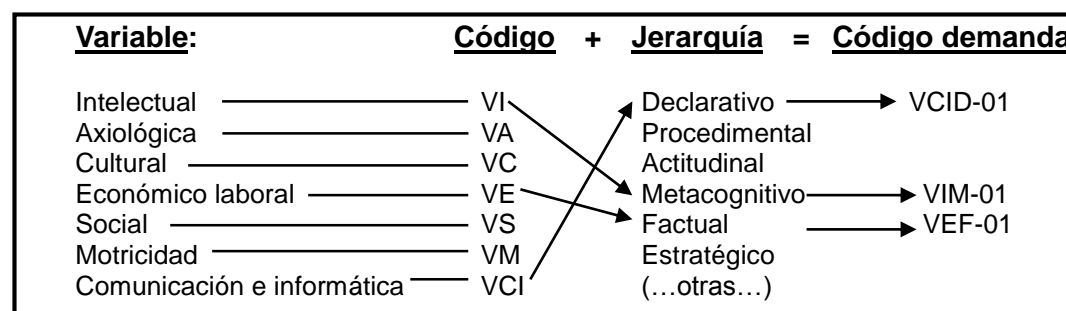 Variable: Código + Jerarquía = Código demanda
Intelectual VI Declarativo VCID-01
Axiológica VA Procedimental
Cultural VC Actitudinal
Económico laboral VE Metacognitivo VIM-01
Social VS Factual VEF-01
Motricidad VM Estratégico
Comunicación e informática VCI (…otras…)